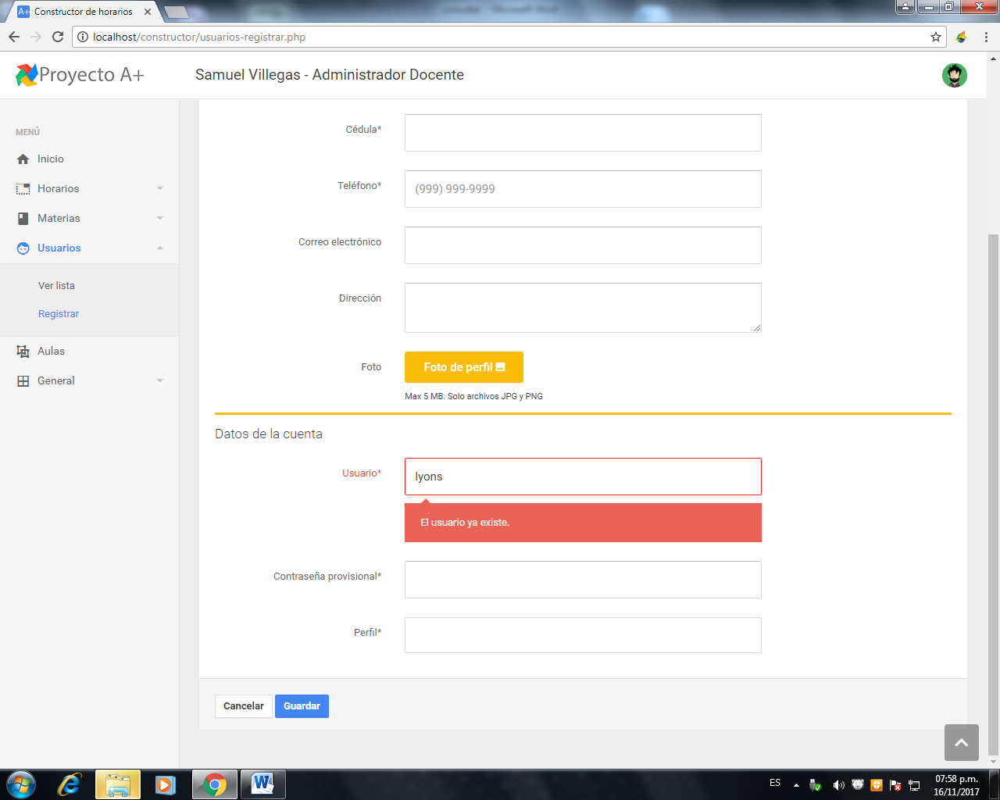 Constructor de horarios
localhost/constructor/usuarios-registrar.php
Proyecto A+
Samuel Villegas - Administrador Docente
MENÚ
Inicio
Horarios
Materias
Usuarios
Ver lista
Registrar
Aulas
General
Cédula*
Teléfono*
(999) 999-9999
Correo electrónico
Dirección
Foto
Foto de perfil
Max 5 MB. Solo archivos JPG y PNG
Datos de la cuenta
Usuario*
lyons
El usuario ya existe.
Contraseña provisional*
Perfil*
Cancelar
Guardar
ES
07:58 p.m.
16/11/2017